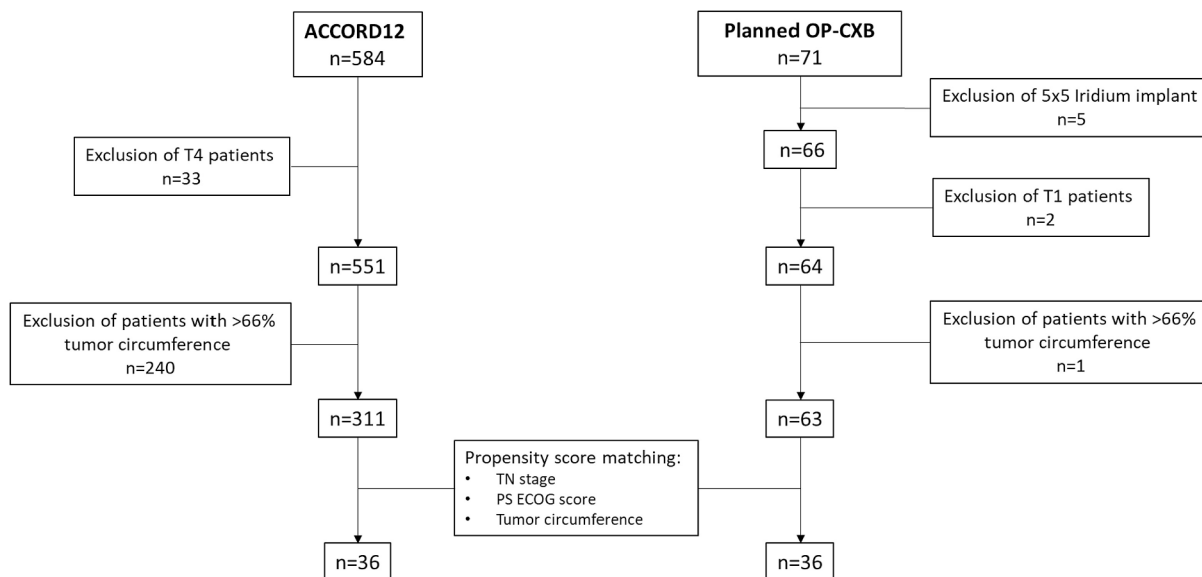 ACCORD12
n=584
Planned OP-CXB
n=71
Exclusion of 5x5 Iridium implant
n=5
n=66
Exclusion of T4 patients
n=33
Exclusion of T1 patients
n=2
n=551
n=64
Exclusion of patients with >66%
tumor circumference
n=240
Exclusion of patients with >66%
tumor circumference
n=1
n=311
n=63
Propensity score matching:
• TN stage
• PS ECOG score
• Tumor circumference
n=36
n=36